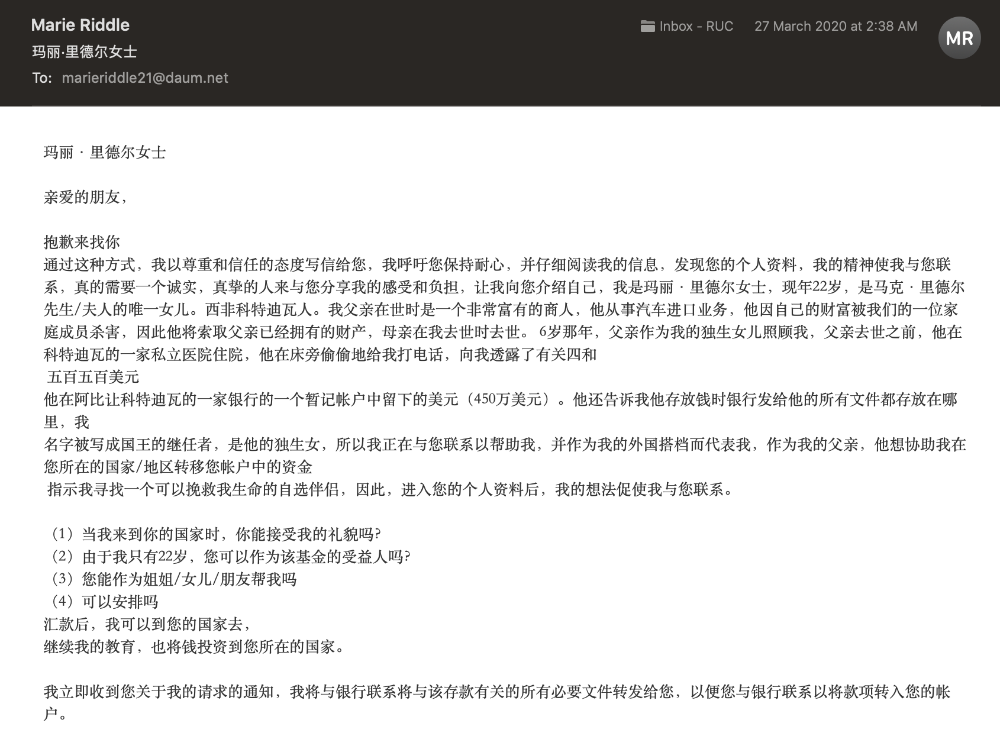 Marie Riddle
Inbox - RUC
27 March 2020 at 2:38 AM
MR
玛丽·里德尔女士
To: marieriddle21@daum.net
玛丽 · 里德尔女士
亲爱的朋友，
抱歉来找你
通过这种方式，我以尊重和信任的态度写信给您，我呼吁您保持耐心，并仔细阅读我的信息，发现您的个人资料，我的精神使我与您联
系，真的需要一个诚实，真挚的人来与您分享我的感受和负担，让我向您介绍自己，我是玛丽 · 里德尔女士，现年22岁，是马克 · 里德尔
先生/夫人的唯一女儿。西非科特迪瓦人。我父亲在世时是一个非常富有的商人，他从事汽车进口业务，他因自己的财富被我们的一位家
庭成员杀害，因此他将索取父亲已经拥有的财产，母亲在我去世时去世。 6岁那年，父亲作为我的独生女儿照顾我，父亲去世之前，他在
科特迪瓦的一家私立医院住院，他在床旁偷偷地给我打电话，向我透露了有关四和
五百五百美元
他在阿比让科特迪瓦的一家银行的一个暂记帐户中留下的美元（450万美元）。他还告诉我他存放钱时银行发给他的所有文件都存放在哪
里，我
名字被写成国王的继任者，是他的独生女，所以我正在与您联系以帮助我，并作为我的外国搭档而代表我，作为我的父亲，他想协助我在
您所在的国家/地区转移您帐户中的资金
指示我寻找一个可以挽救我生命的自选伴侣，因此，进入您的个人资料后，我的想法促使我与您联系。
（1）当我来到你的国家时，你能接受我的礼貌吗?
（2）由于我只有22岁，您可以作为该基金的受益人吗?
（3）您能作为姐姐/女儿/朋友帮我吗
（4）可以安排吗
汇款后，我可以到您的国家去，
继续我的教育，也将钱投资到您所在的国家。
我立即收到您关于我的请求的通知，我将与银行联系将与该存款有关的所有必要文件转发给您，以便您与银行联系以将款项转入您的帐
户。